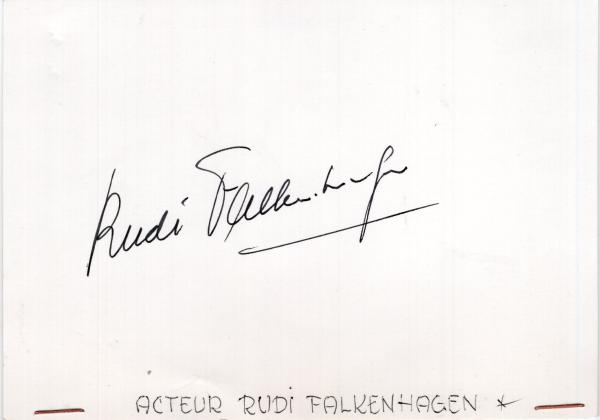 Rudi Falkenhagen
ACTEUR RUDI FALKENHAGEN *